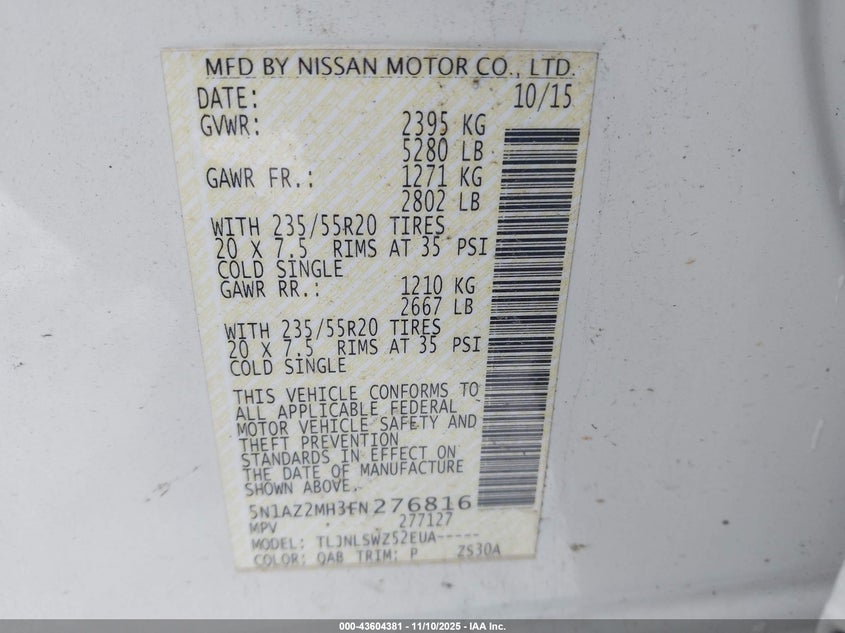 MFD BY NISSAN MOTOR CO., LTD.
DATE: 10/15
GVWR: 2395 KG
5280 LB
GAWR FR.: 1271 KG
2802 LB
WITH 235/55R20 TIRES
20 X 7.5 RIMS AT 35 PSI
COLD SINGLE
GAWR RR.: 1210 KG
2667 LB
WITH 235/55R20 TIRES
20 X 7.5 RIMS AT 35 PSI
COLD SINGLE
THIS VEHICLE CONFORMS TO
ALL APPLICABLE FEDERAL
MOTOR VEHICLE SAFETY AND
THEFT PREVENTION
STANDARDS IN EFFECT ON
THE DATE OF MANUFACTURE
SHOWN ABOVE.
5N1AZ2MH3FN276816
MPV 277127
MODEL: TLJNLSWZ52EUA-----
COLOR: QAB TRIM: P ZS30A
000-43604381 - 11/10/2025 - IAA Inc.